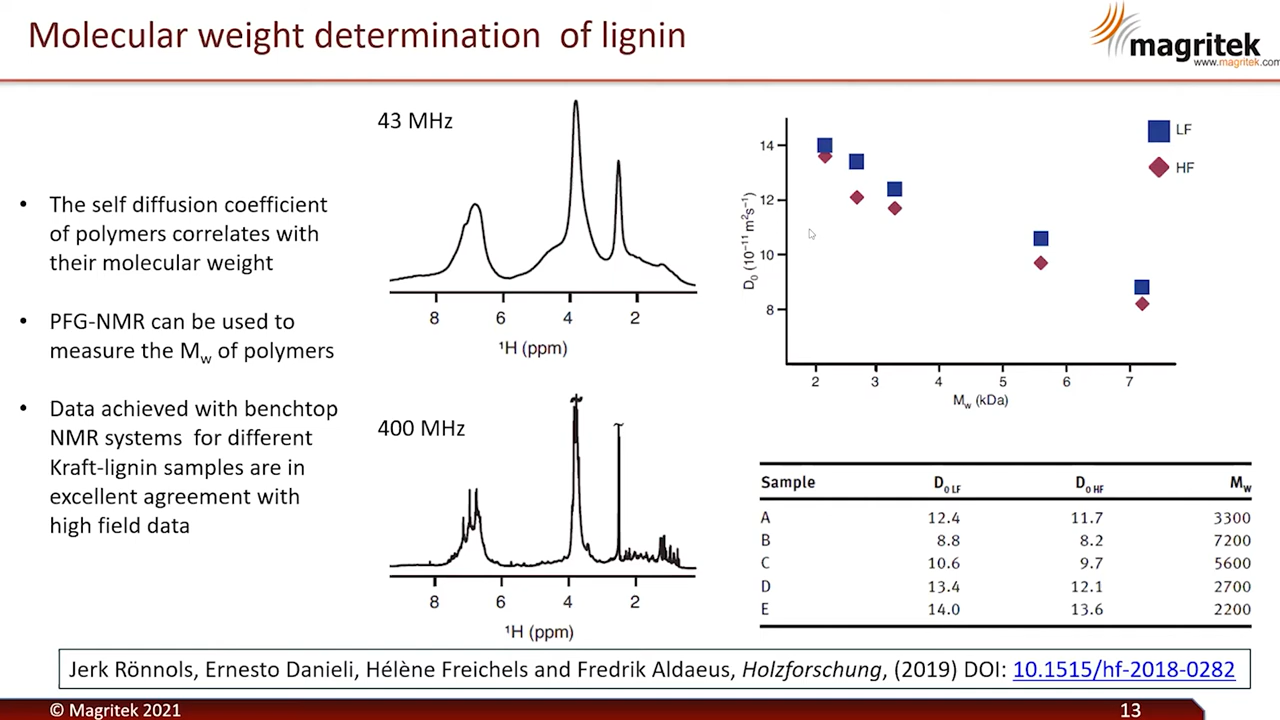 Molecular weight determination of lignin
magritek
www.magritek.com
• The self diffusion coefficient
of polymers correlates with
their molecular weight
• PFG-NMR can be used to
measure the Mw of polymers
• Data achieved with benchtop
NMR systems for different
Kraft-lignin samples are in
excellent agreement with
high field data
43 MHz
8 6 4 2
¹H (ppm)
400 MHz
8 6 4 2
¹H (ppm)
LF
HF
14
12
10
8
D₀ (10⁻¹¹ m²s⁻¹)
2 3 4 5 6 7
Mw (kDa)
Sample D₀ LF D₀ HF MW
A 12.4 11.7 3300
B 8.8 8.2 7200
C 10.6 9.7 5600
D 13.4 12.1 2700
E 14.0 13.6 2200
Jerk Rönnols, Ernesto Danieli, Hélène Freichels and Fredrik Aldaeus, Holzforschung, (2019) DOI: 10.1515/hf-2018-0282
© Magritek 2021
13